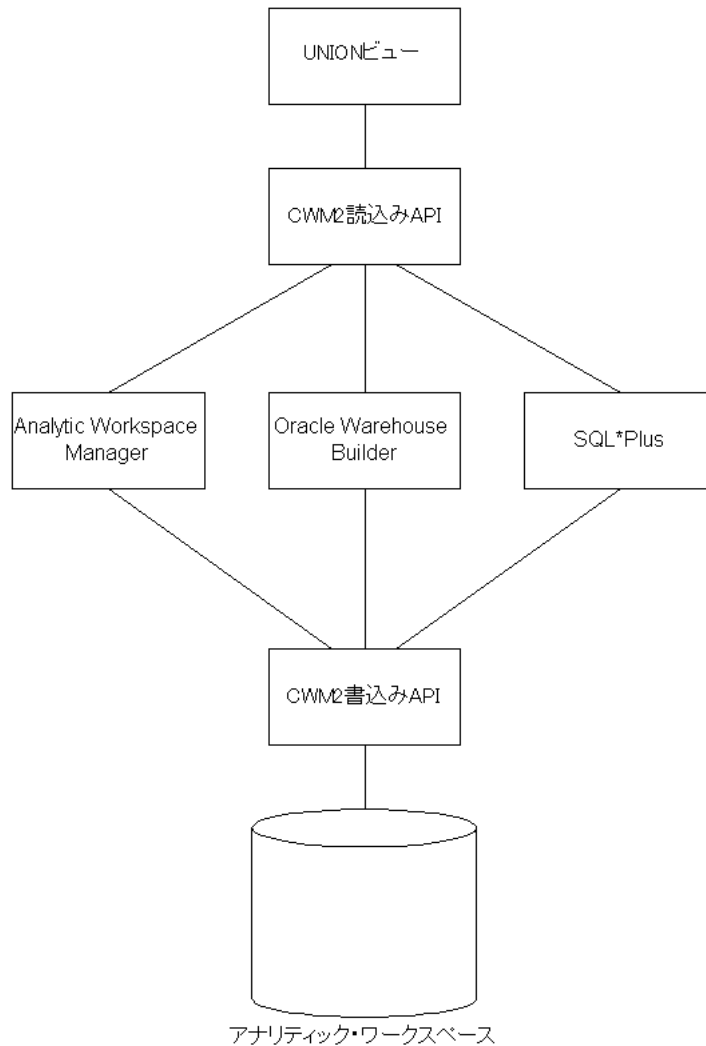 UNIONビュー
CWM2読込みAPI
Analytic Workspace
Manager
Oracle Warehouse
Builder
SQL*Plus
CWM2書込みAPI
アナリティック・ワークスペース